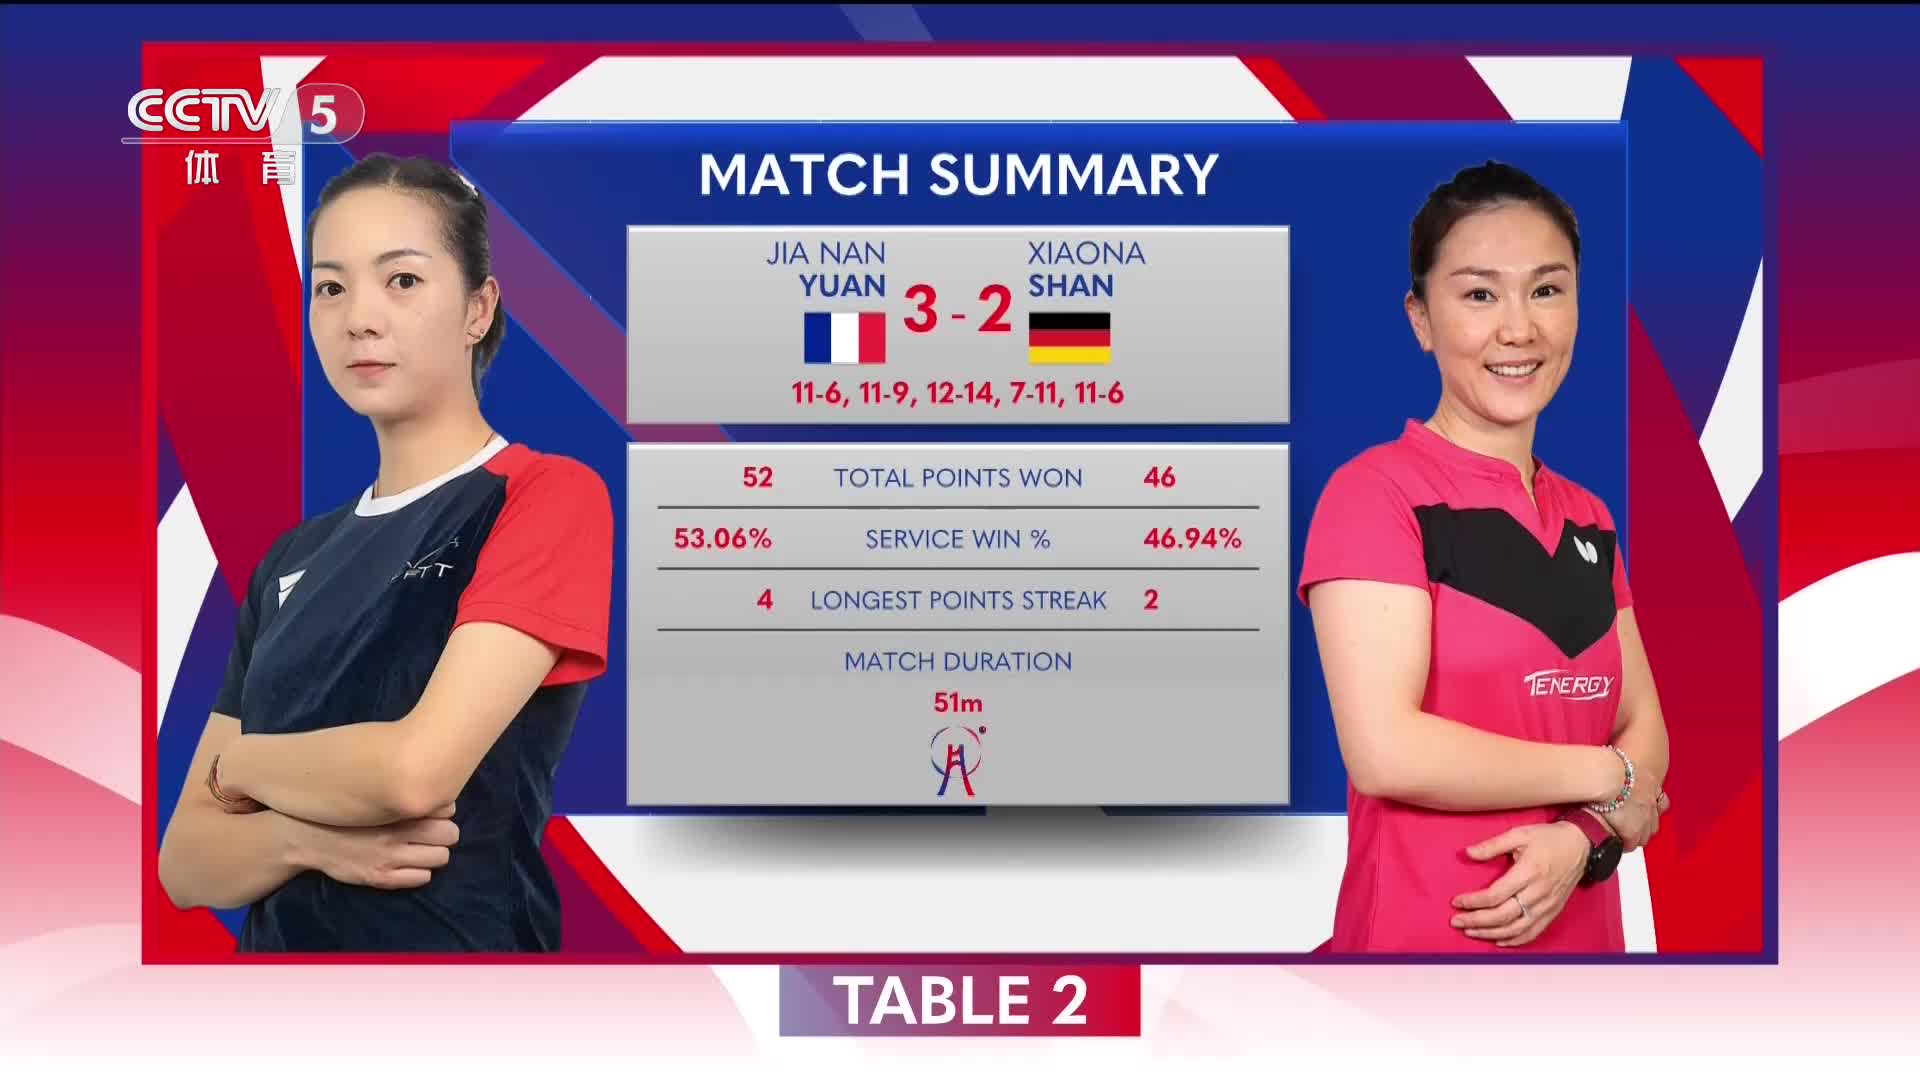 CCTV 5
体育
MATCH SUMMARY
JIA NAN
YUAN
3 - 2
XIAONA
SHAN
11-6, 11-9, 12-14, 7-11, 11-6
52 TOTAL POINTS WON 46
53.06% SERVICE WIN % 46.94%
4 LONGEST POINTS STREAK 2
MATCH DURATION
51m
TENERGY
TABLE 2